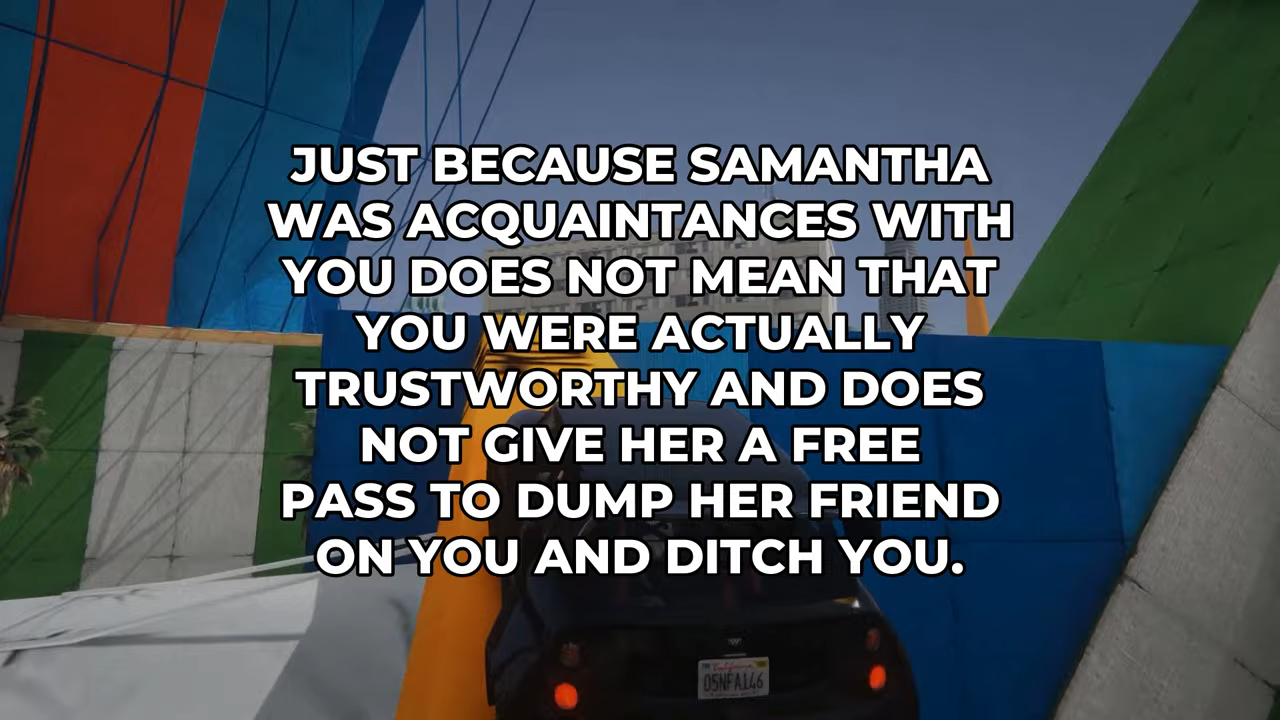 JUST BECAUSE SAMANTHA
WAS ACQUAINTANCES WITH
YOU DOES NOT MEAN THAT
YOU WERE ACTUALLY
TRUSTWORTHY AND DOES
NOT GIVE HER A FREE
PASS TO DUMP HER FRIEND
ON YOU AND DITCH YOU.
California
05NFA146